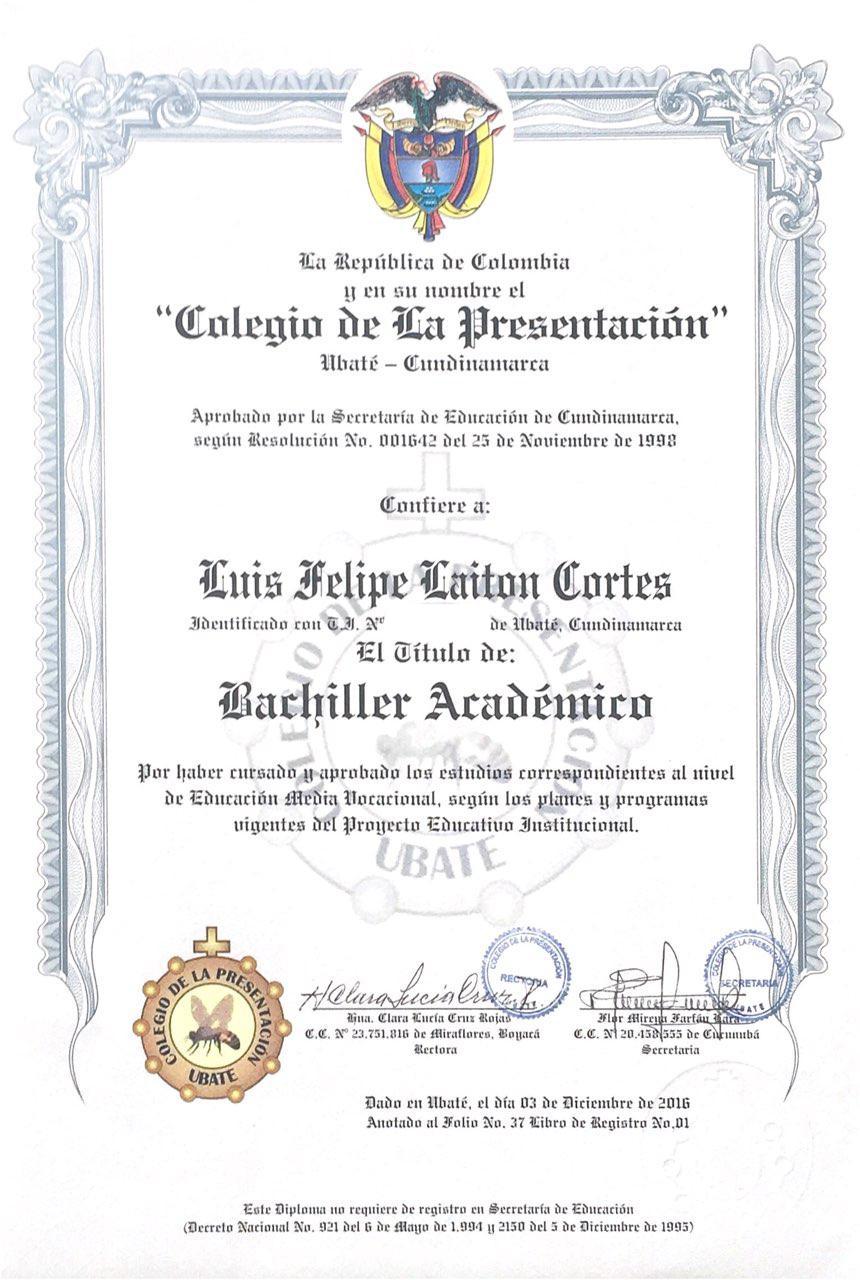 La República de Colombia
y en su nombre el
"Colegio de La Presentación"
Ubaté – Cundinamarca
Aprobado por la Secretaría de Educación de Cundinamarca,
según Resolución No. 001642 del 25 de Noviembre de 1998
Confiere a:
Luis Felipe Laiton Cortes
Identificado con T.I. Nº de Ubaté, Cundinamarca
El Título de:
Bachiller Académico
Por haber cursado y aprobado los estudios correspondientes al nivel
de Educación Media Vocacional, según los planes y programas
vigentes del Proyecto Educativo Institucional.
COLEGIO DE LA PRESENTACIÓN
UBATE
COLEGIO DE LA PRESENTACIÓN
UBATE
COLEGIO DE LA PRESENTACIÓN
RECTORIA
COLEGIO DE LA PRESENTACIÓN
SECRETARIA
UBATE
Hna. Clara Lucía Cruz Rojas
C.C. Nº 23.751.816 de Miraflores, Boyacá
Rectora
Flor Mireya Farfán Lara
C.C. Nº 20.458.555 de Cucunubá
Secretaria
Dado en Ubaté, el día 03 de Diciembre de 2016
Anotado al Folio No. 37 Libro de Registro No.01
Este Diploma no requiere de registro en Secretaría de Educación
(Decreto Nacional No. 921 del 6 de Mayo de 1.994 y 2150 del 5 de Diciembre de 1995)